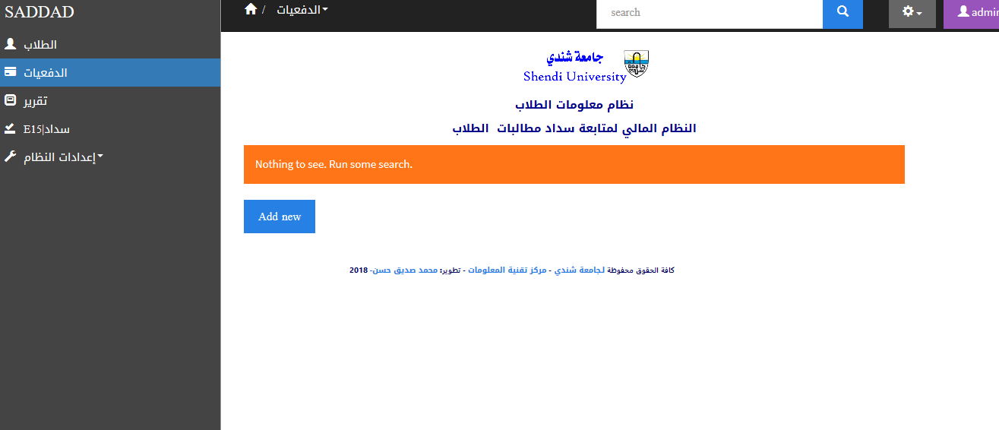 SADDAD
الطلاب
الدفعيات
تقرير
سداد|E15
إعدادات النظام
/ الدفعيات
search
admin
جامعة شندي
Shendi University
نظام معلومات الطلاب
النظام المالي لمتابعة سداد مطالبات الطلاب
Nothing to see. Run some search.
Add new
كافة الحقوق محفوظة لجامعة شندي - مركز تقنية المعلومات - تطوير: محمد صديق حسن- 2018